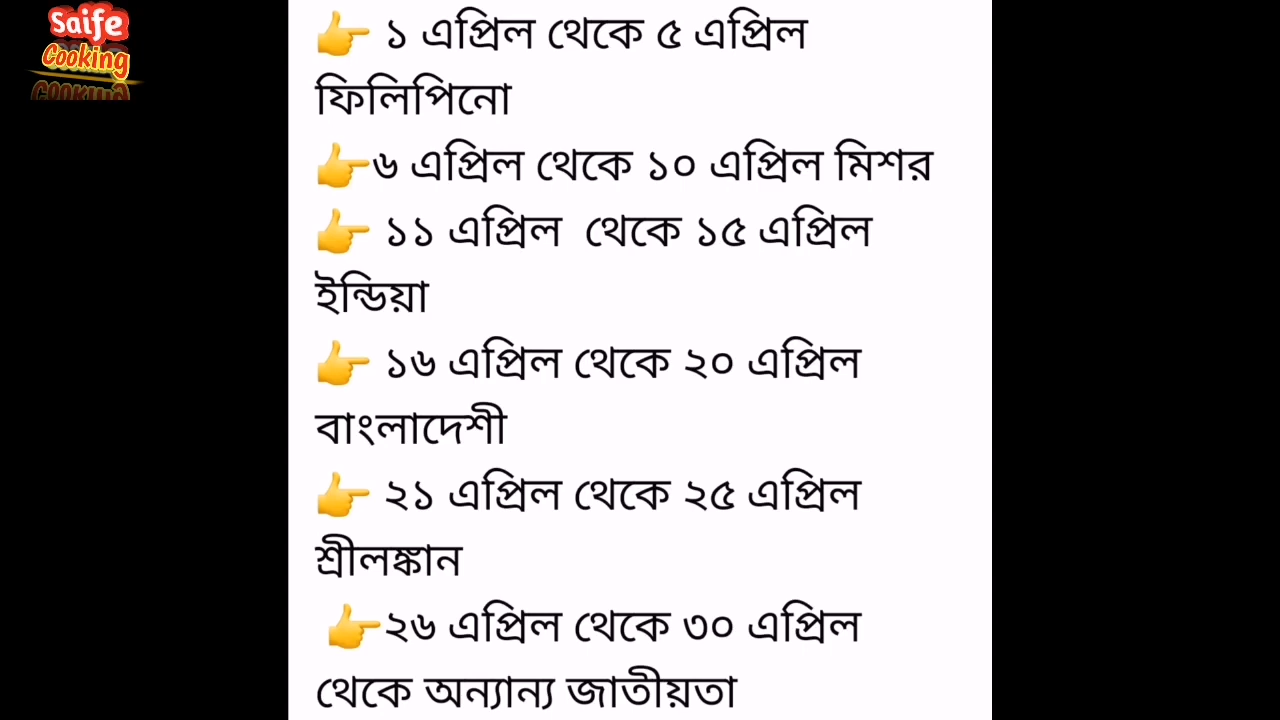 Saife
Cooking
👉 ১ এপ্রিল থেকে ৫ এপ্রিল
ফিলিপিনো
👉৬ এপ্রিল থেকে ১০ এপ্রিল মিশর
👉 ১১ এপ্রিল থেকে ১৫ এপ্রিল
ইন্ডিয়া
👉 ১৬ এপ্রিল থেকে ২০ এপ্রিল
বাংলাদেশী
👉 ২১ এপ্রিল থেকে ২৫ এপ্রিল
শ্রীলঙ্কান
👉২৬ এপ্রিল থেকে ৩০ এপ্রিল
থেকে অন্যান্য জাতীয়তা